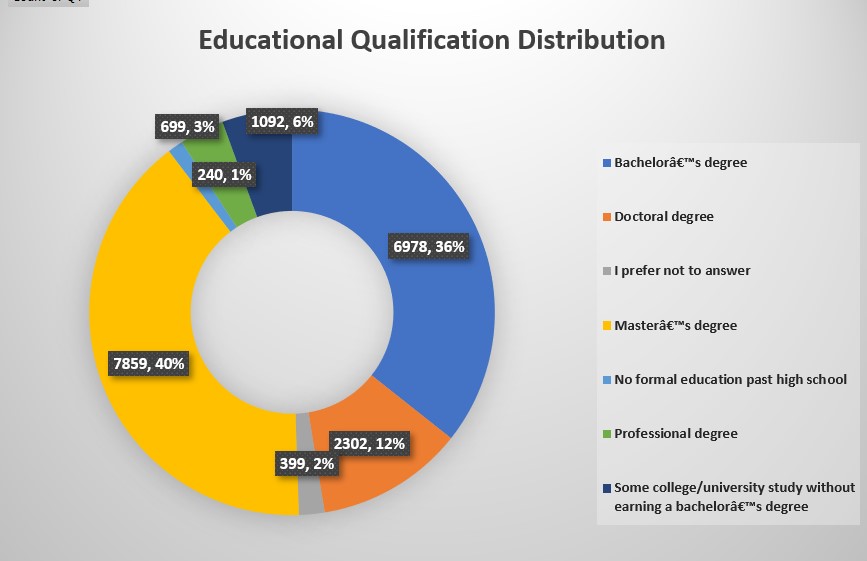 Educational Qualification Distribution
699, 3%
1092, 6%
240, 1%
6978, 36%
7859, 40%
2302, 12%
399, 2%
Bachelorâ€™s degree
Doctoral degree
I prefer not to answer
Masterâ€™s degree
No formal education past high school
Professional degree
Some college/university study without
earning a bachelorâ€™s degree